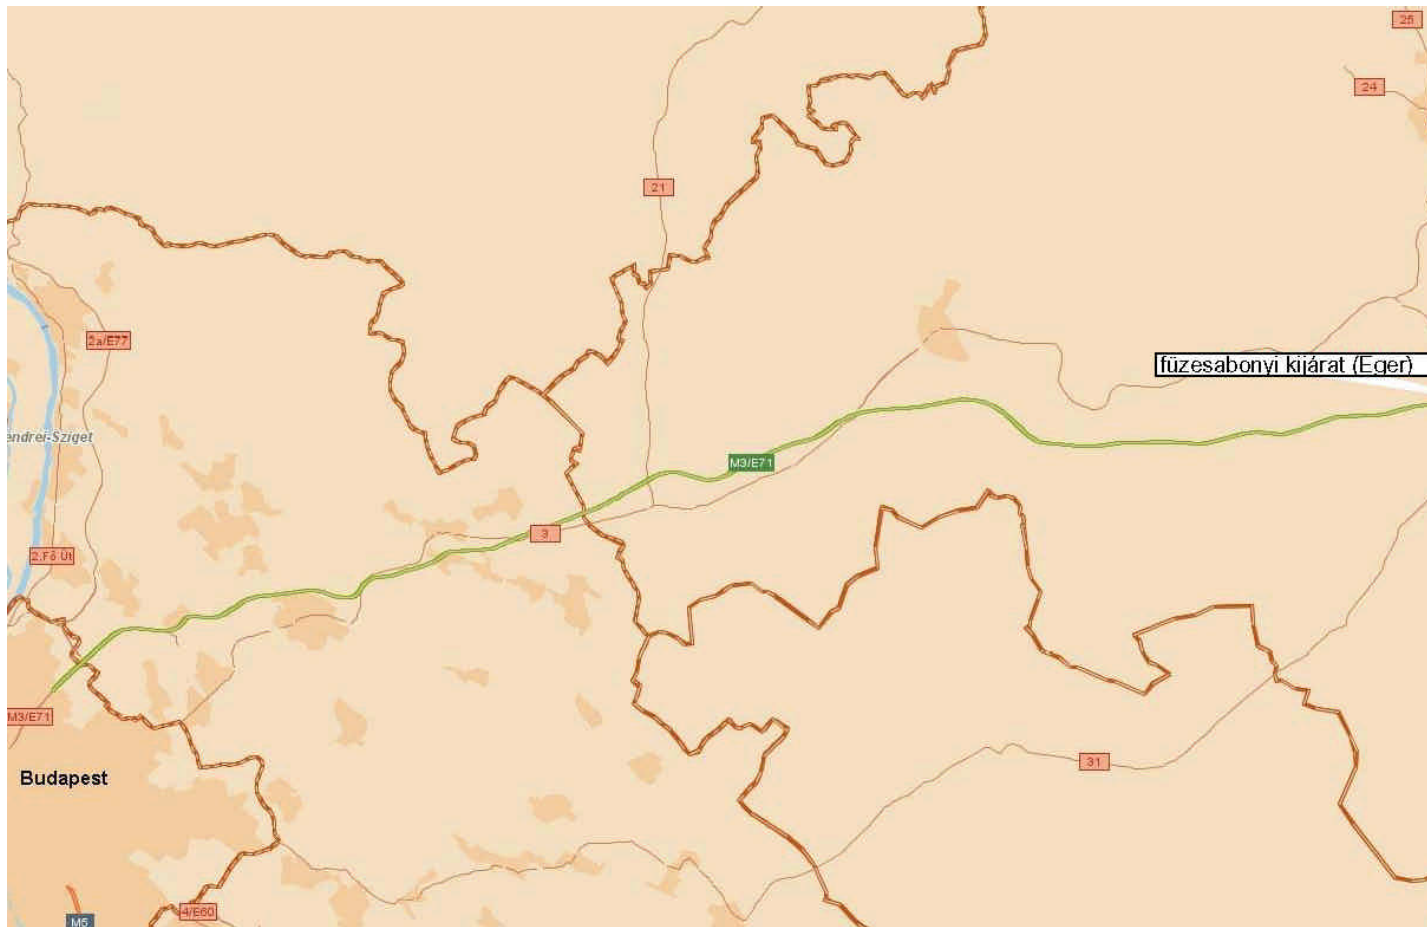 25
24
21
2a/E77
füzesabonyi kijárat (Eger)
endrei-Sziget
M3/E71
3
2.Fő Út
M3/E71
31
Budapest
4/E60
M5